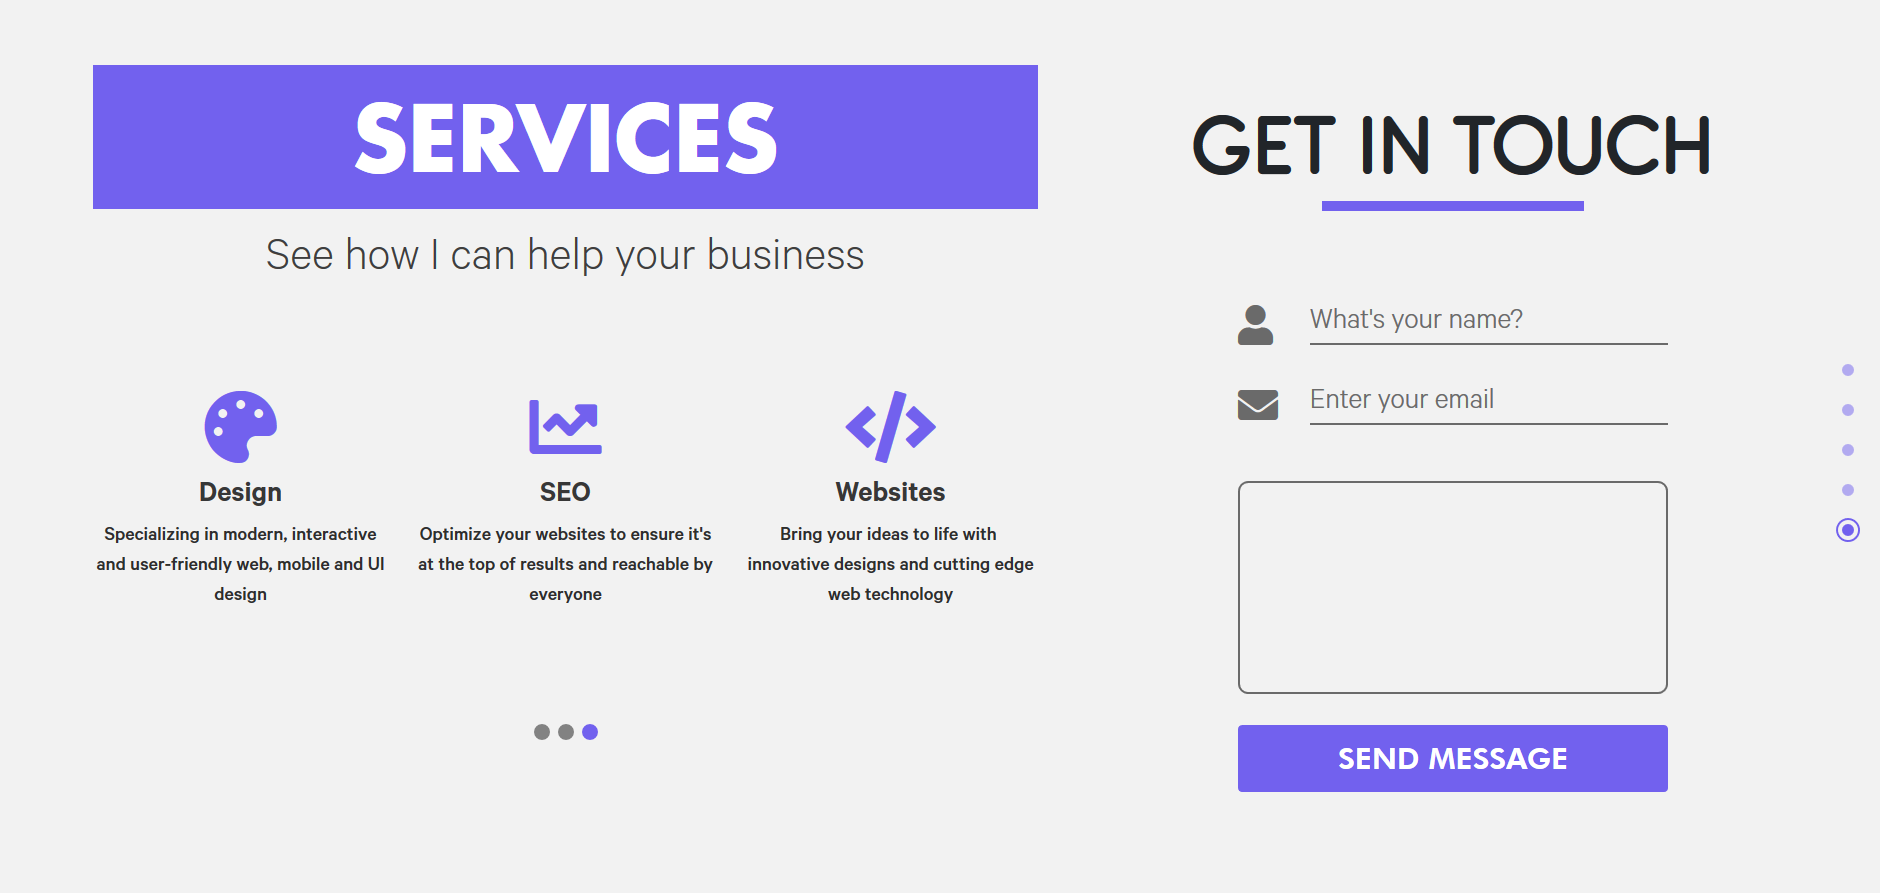 SERVICES
See how I can help your business
Design
Specializing in modern, interactive
and user-friendly web, mobile and UI
design
SEO
Optimize your websites to ensure it's
at the top of results and reachable by
everyone
Websites
Bring your ideas to life with
innovative designs and cutting edge
web technology
GET IN TOUCH
What's your name?
Enter your email
SEND MESSAGE